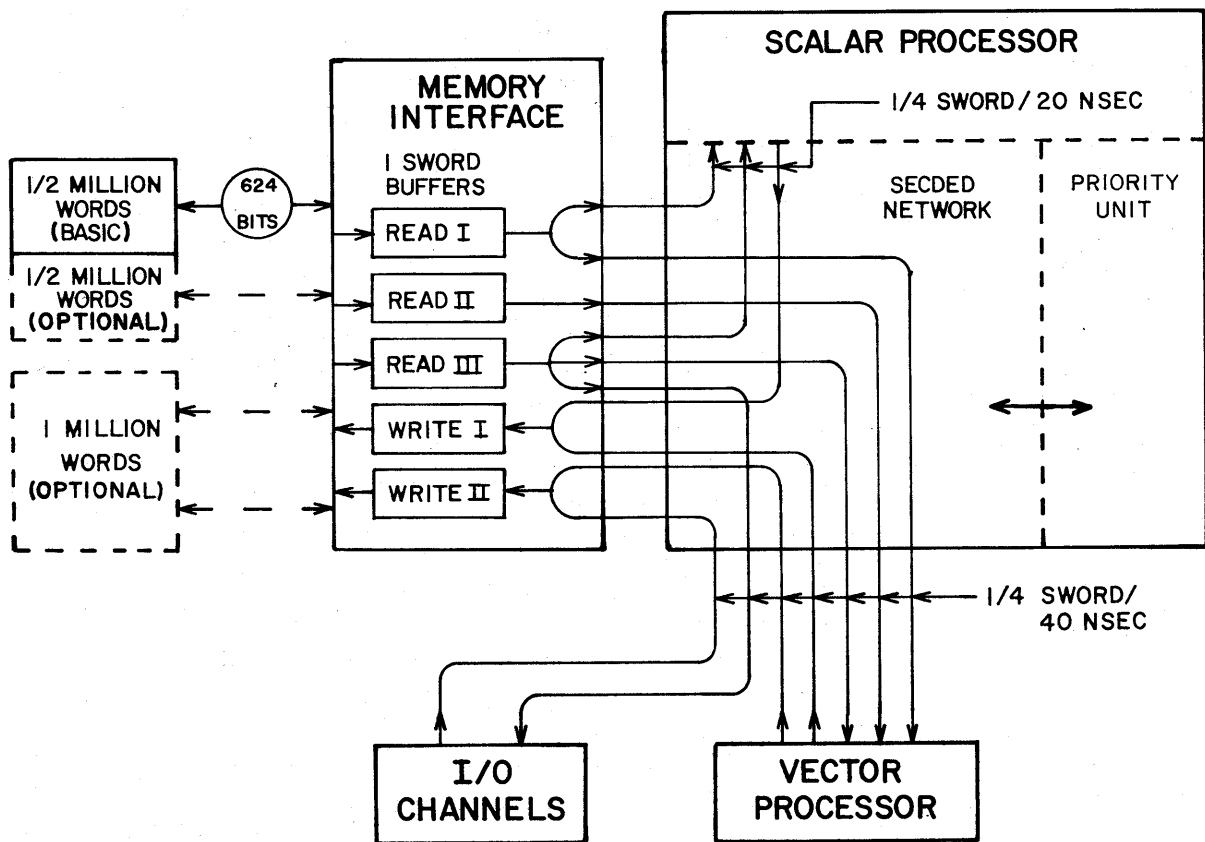 SCALAR PROCESSOR
1/4 SWORD/20 NSEC
SECDED
NETWORK
PRIORITY
UNIT
MEMORY
INTERFACE
1 SWORD
BUFFERS
READ I
READ II
READ III
WRITE I
WRITE II
624
BITS
1/2 MILLION
WORDS
(BASIC)
1/2 MILLION
WORDS
(OPTIONAL)
1 MILLION
WORDS
(OPTIONAL)
1/4 SWORD/
40 NSEC
I/O
CHANNELS
VECTOR
PROCESSOR